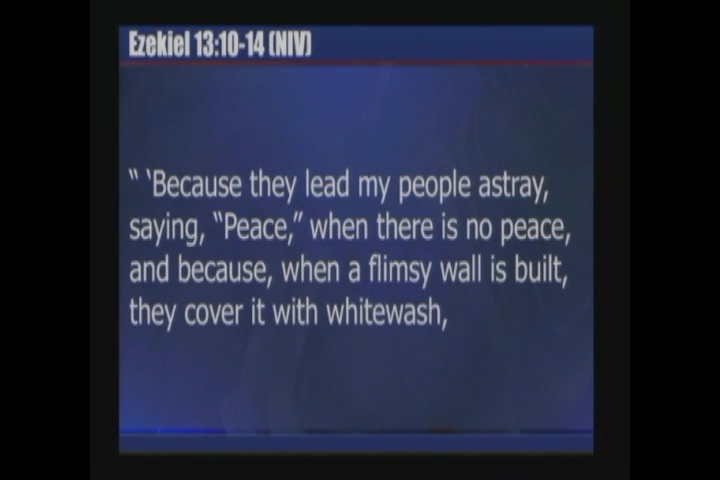 Ezekiel 13:10-14 (NIV)
“ ‘Because they lead my people astray,
saying, “Peace,” when there is no peace,
and because, when a flimsy wall is built,
they cover it with whitewash,